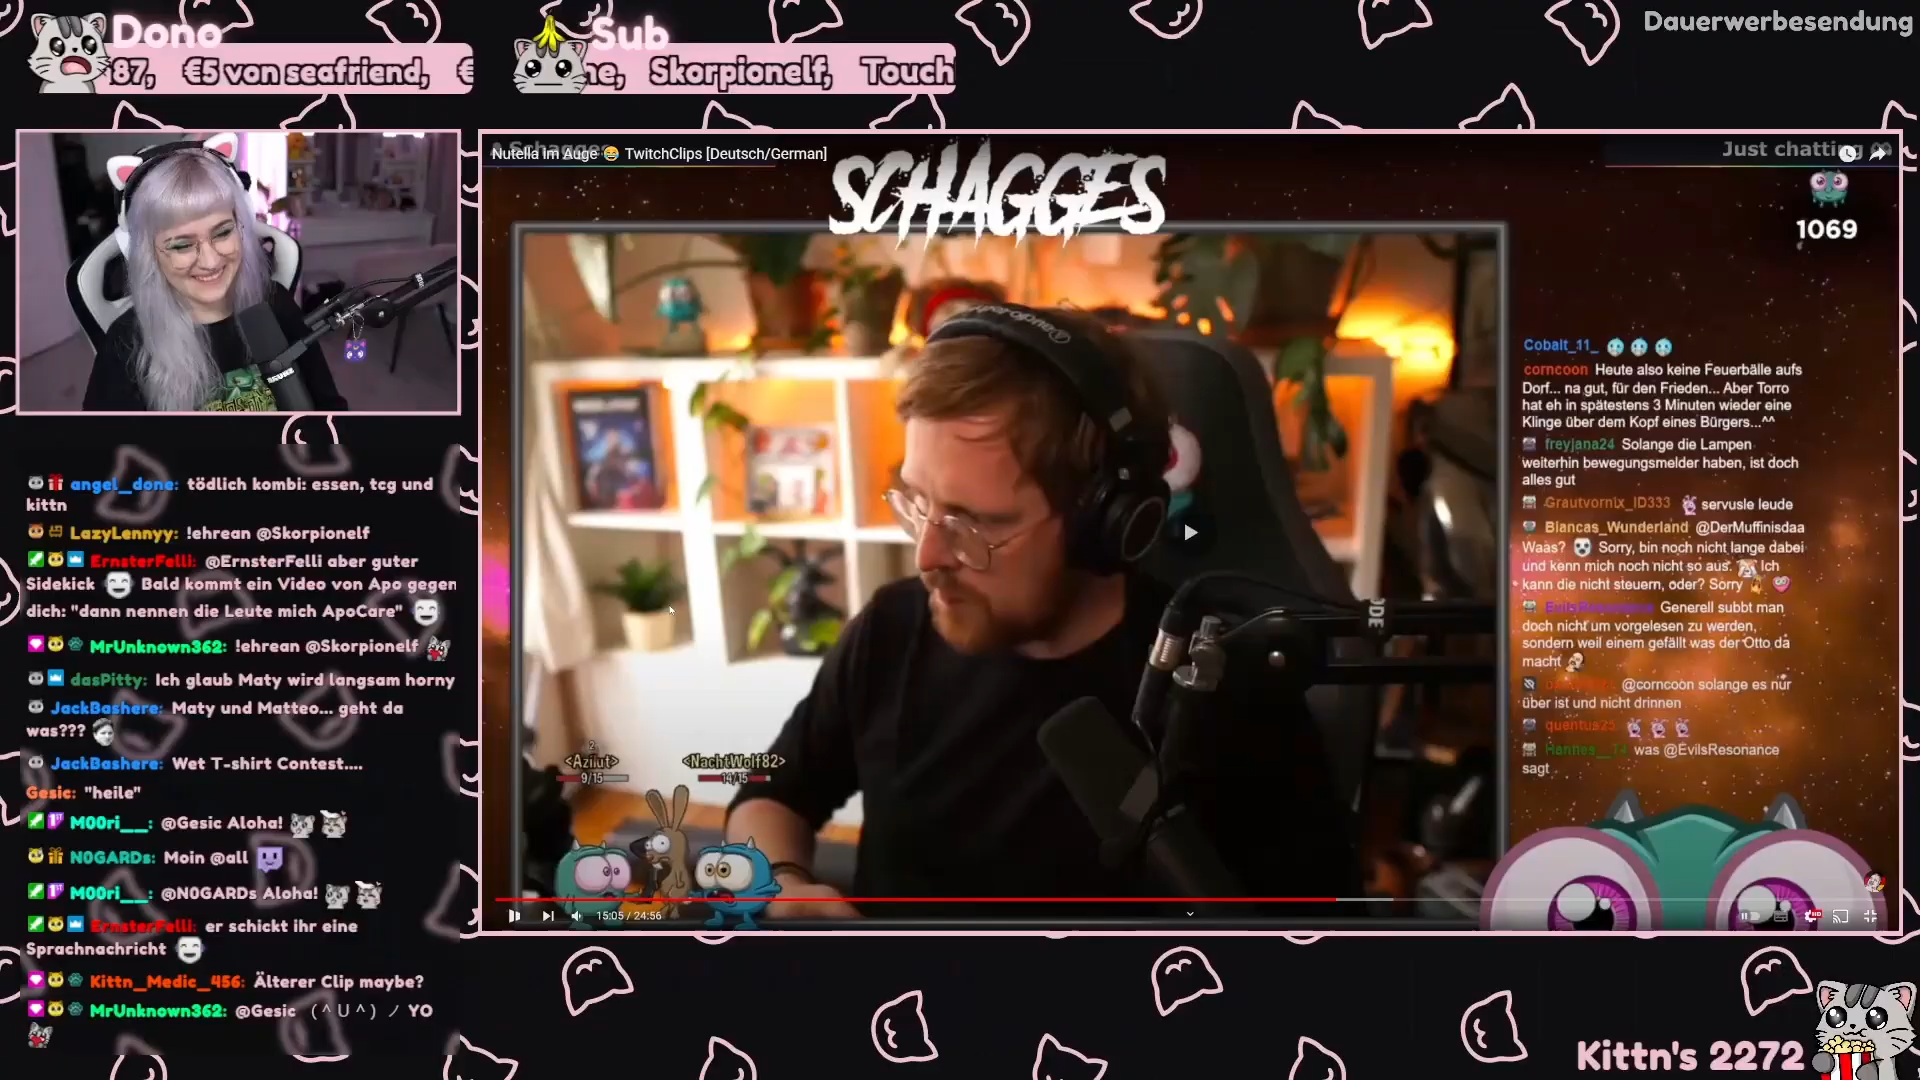 Dono
87, €5 von seafriend, €
Sub
ne, Skorpionelf, Touch
Dauerwerbesendung
Nutella im Auge 😂 TwitchClips [Deutsch/German]
SCHAGGES
Just chatting
1069
Cobalt_11_
corncoon Heute also keine Feuerbälle aufs
Dorf... na gut, für den Frieden... Aber Torro
hat eh in spätestens 3 Minuten wieder eine
Klinge über dem Kopf eines Bürgers...^^
freyjana24 Solange die Lampen
weiterhin bewegungsmelder haben, ist doch
alles gut
Grautvornix_ID333 servusle leude
Blancas_Wunderland @DerMuffinisdaa
Waas? Sorry, bin noch nicht lange dabei
und kenn mich noch nicht so aus. Ich
kann die nicht steuern, oder? Sorry
EvilsResonance Generell subbt man
doch nicht um vorgelesen zu werden,
sondern weil einem gefällt was der Otto da
macht
@corncoon solange es nur
über ist und nicht drinnen
quentus25
Hannes__74 was @EvilsResonance
sagt
2
<Azilut>
9/15
<NachtWolf82>
14/15
15:05 / 24:56
angel_done: tödlich kombi: essen, tcg und
kittn
LazyLennyy: !ehrean @Skorpionelf
ErnsterFelli: @ErnsterFelli aber guter
Sidekick Bald kommt ein Video von Apo gegen
dich: "dann nennen die Leute mich ApoCare"
MrUnknown362: !ehrean @Skorpionelf
dasPitty: Ich glaub Maty wird langsam horny
JackBashere: Maty und Matteo... geht da
was???
JackBashere: Wet T-shirt Contest....
Gesic: "heile"
M00ri__: @Gesic Aloha!
N0GARDs: Moin @all
M00ri__: @N0GARDs Aloha!
ErnsterFelli: er schickt ihr eine
Sprachnachricht
Kittn_Medic_456: Älterer Clip maybe?
MrUnknown362: @Gesic (^U^)ノ YO
Kittn's 2272